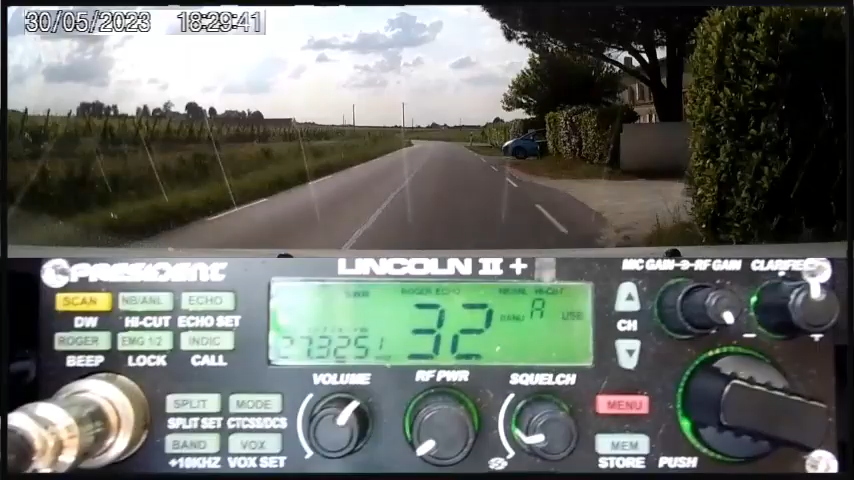 30/05/2023 18:29:41
PRESIDENT LINCOLN II + MIC GAIN RF GAIN CLARIFIER
SCAN NB/ANL ECHO
DW HI-CUT ECHO SET
ROGER EMG 1/2 INDIC
BEEP LOCK CALL
ROGER ECHO NB/ANL HI-CUT
32 BAND A USB
27.3251
CH
VOLUME RF PWR SQUELCH
SPLIT MODE
SPLIT SET CTCSS/DCS
BAND VOX
+10KHZ VOX SET
MENU
MEM
STORE PUSH
- +